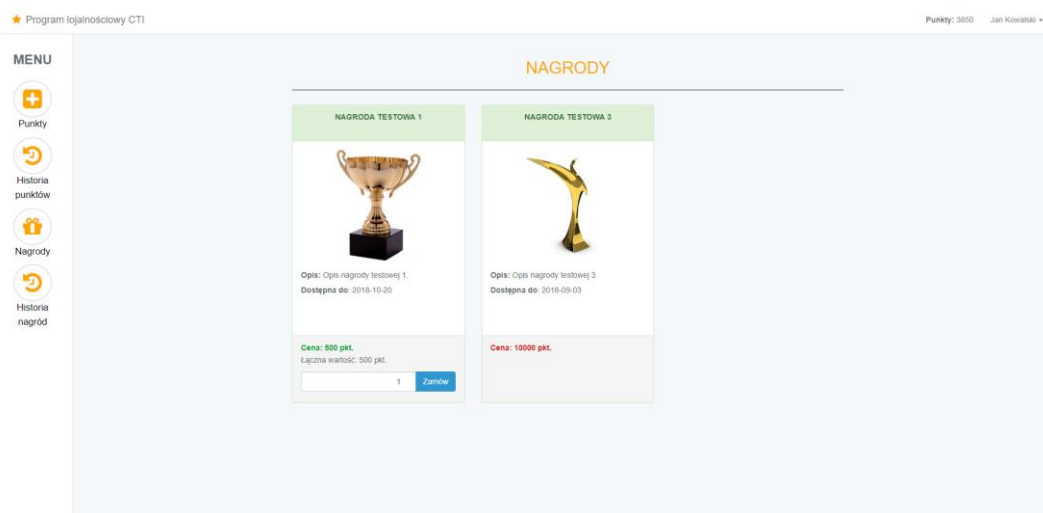 Program lojalnościowy CTI
Punkty: 3850 Jan Kowalski
MENU
Punkty
Historia
punktów
Nagrody
Historia
nagród
NAGRODY
NAGRODA TESTOWA 1
Opis: Opis nagrody testowej 1.
Dostępna do: 2018-10-20
Cena: 500 pkt.
Łączna wartość: 500 pkt.
1 Zamów
NAGRODA TESTOWA 3
Opis: Opis nagrody testowej 3
Dostępna do: 2018-09-03
Cena: 10000 pkt.